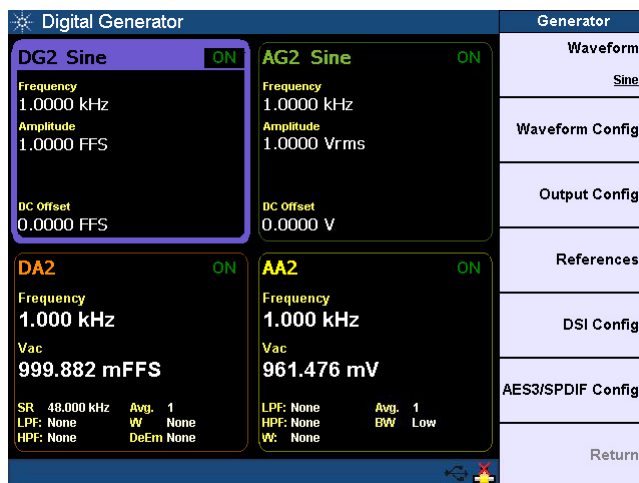 Digital Generator
DG2 Sine ON
Frequency
1.0000 kHz
Amplitude
1.0000 FFS
DC Offset
0.0000 FFS
AG2 Sine ON
Frequency
1.0000 kHz
Amplitude
1.0000 Vrms
DC Offset
0.0000 V
DA2 ON
Frequency
1.000 kHz
Vac
999.882 mFFS
SR 48.000 kHz Avg. 1
LPF: None W None
HPF: None DeEm None
AA2 ON
Frequency
1.000 kHz
Vac
961.476 mV
LPF: None Avg. 1
HPF: None BW Low
W: None
Generator
Waveform
Sine
Waveform Config
Output Config
References
DSI Config
AES3/SPDIF Config
Return